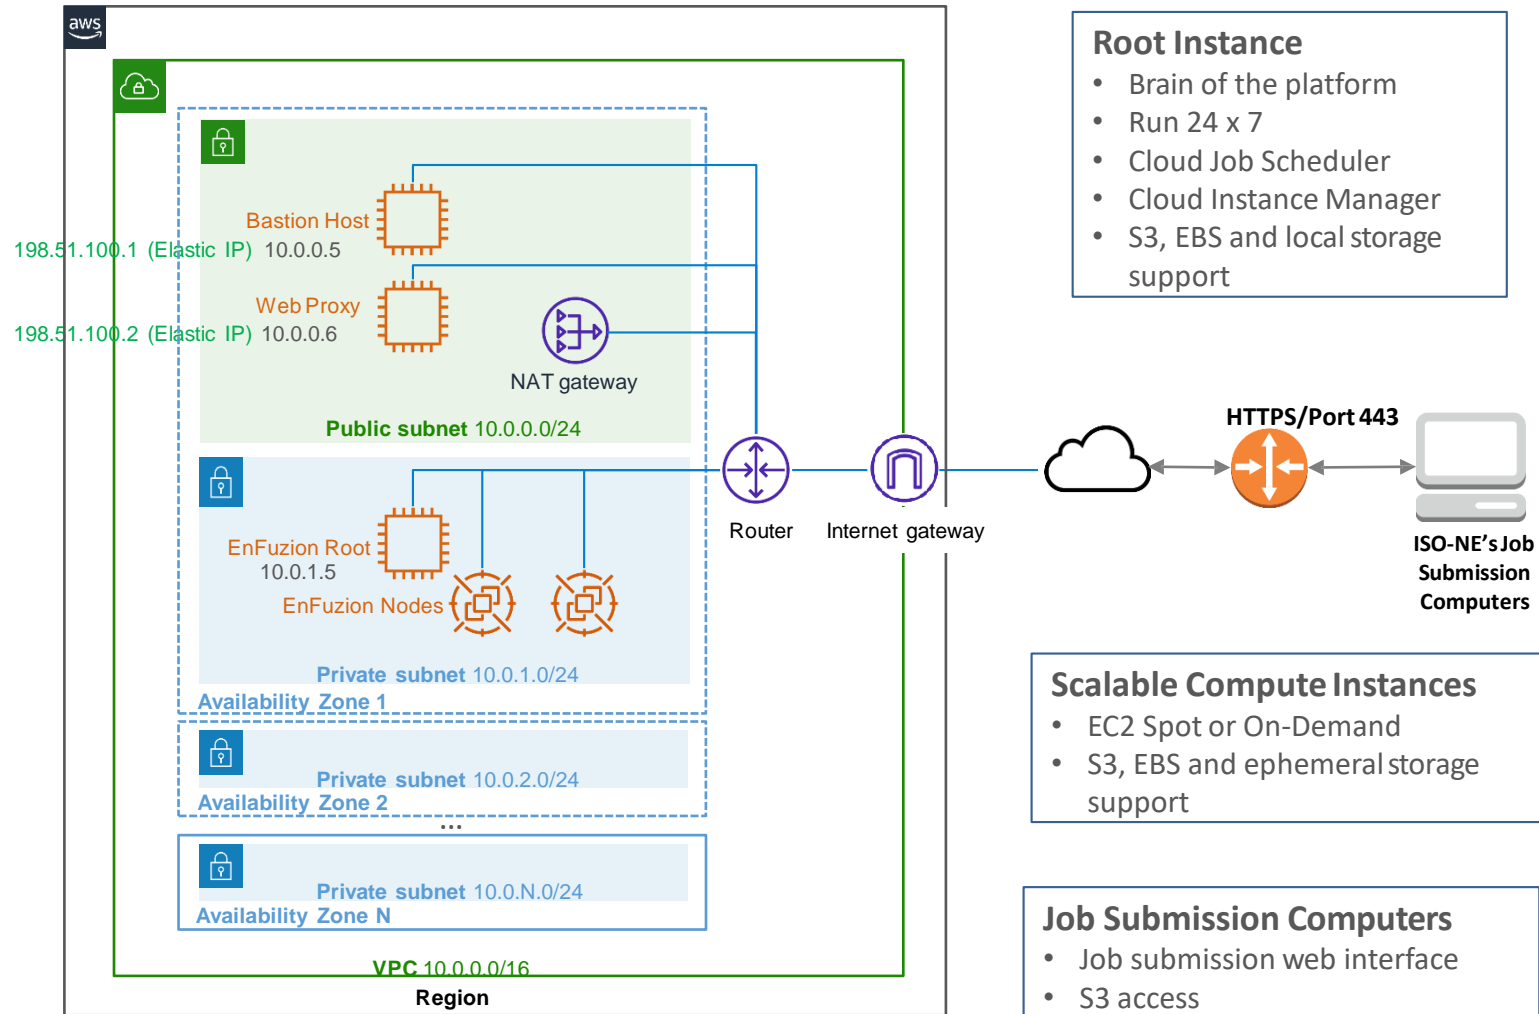 aws
Bastion Host
198.51.100.1 (Elastic IP) 10.0.0.5
Web Proxy
198.51.100.2 (Elastic IP) 10.0.0.6
NAT gateway
Public subnet 10.0.0.0/24
EnFuzion Root
10.0.1.5
EnFuzion Nodes
Private subnet 10.0.1.0/24
Availability Zone 1
Private subnet 10.0.2.0/24
Availability Zone 2
...
Private subnet 10.0.N.0/24
Availability Zone N
VPC 10.0.0.0/16
Region
Router
Internet gateway
HTTPS/Port 443
ISO-NE's Job
Submission
Computers
Root Instance
• Brain of the platform
• Run 24 x 7
• Cloud Job Scheduler
• Cloud Instance Manager
• S3, EBS and local storage
support
Scalable Compute Instances
• EC2 Spot or On-Demand
• S3, EBS and ephemeral storage
support
Job Submission Computers
• Job submission web interface
• S3 access